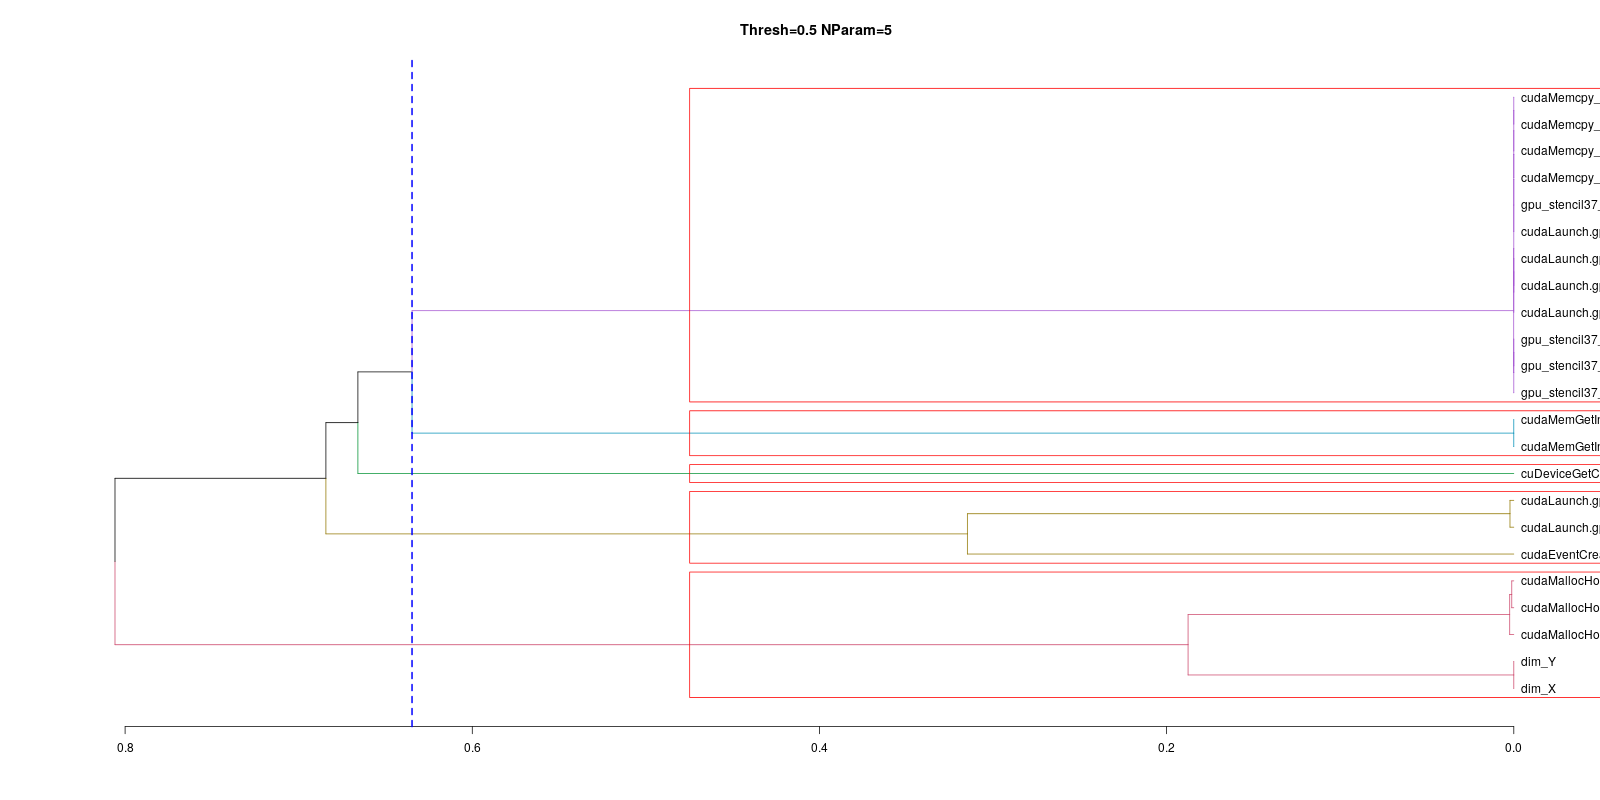 Thresh=0.5 NParam=5
cudaMemcpy_
cudaMemcpy_
cudaMemcpy_
cudaMemcpy_
gpu_stencil37_
cudaLaunch.g
cudaLaunch.g
cudaLaunch.g
cudaLaunch.g
gpu_stencil37_
gpu_stencil37_
gpu_stencil37_
cudaMemGetI
cudaMemGetI
cuDeviceGetC
cudaLaunch.g
cudaLaunch.g
cudaEventCre
cudaMallocHo
cudaMallocHo
cudaMallocHo
dim_Y
dim_X
0.8 0.6 0.4 0.2 0.0